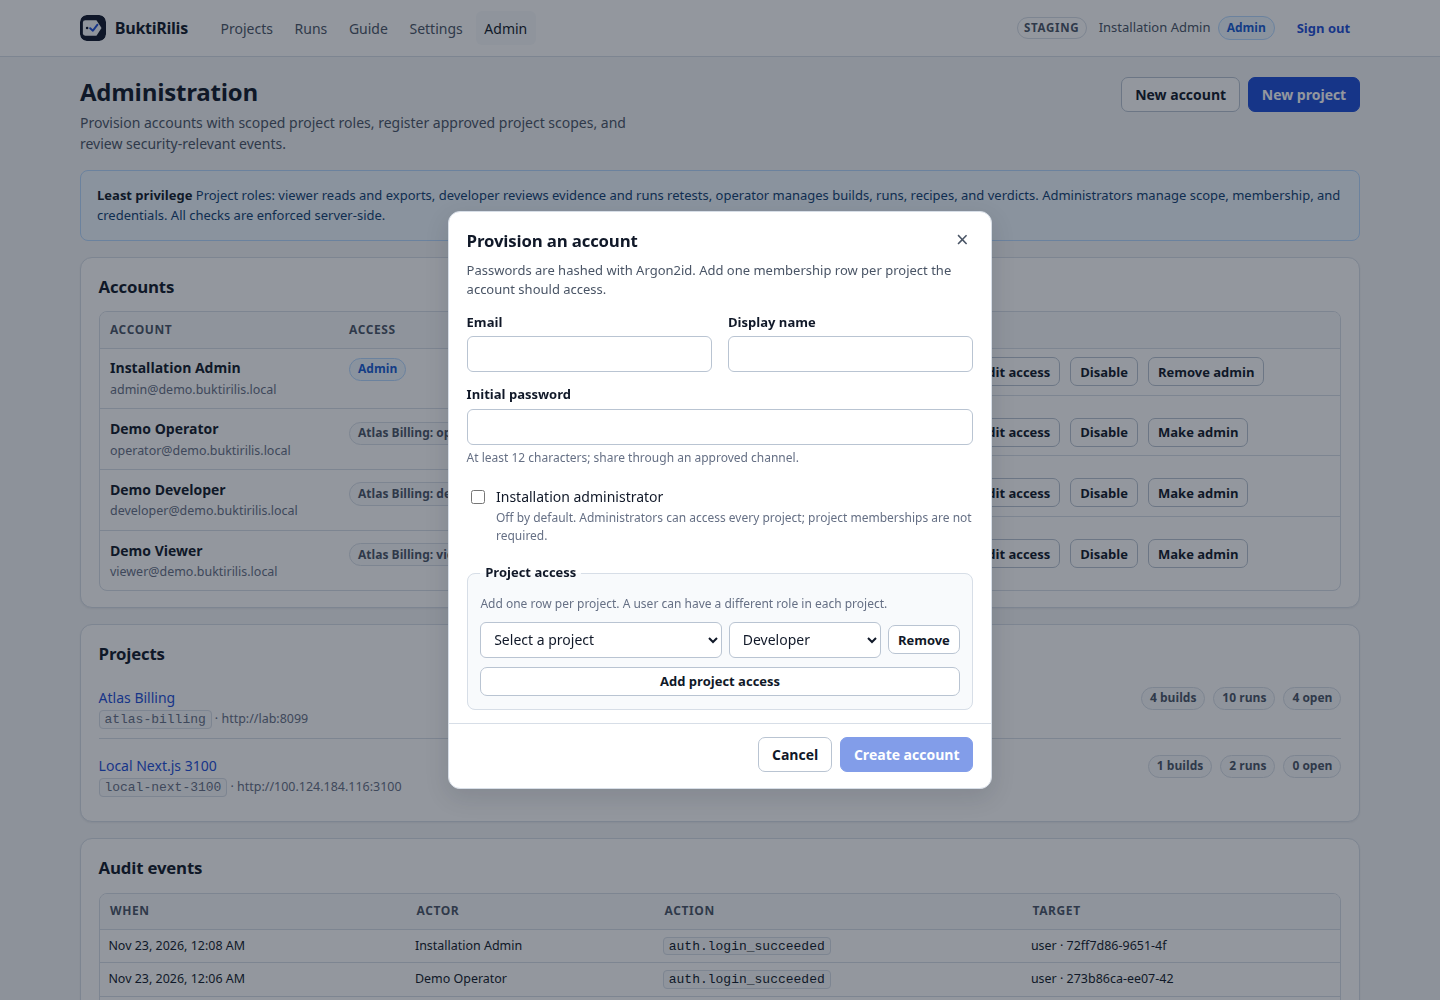 BuktiRilis
Projects
Runs
Guide
Settings
Admin
STAGING
Installation Admin
Admin
Sign out
Administration
Provision accounts with scoped project roles, register approved project scopes, and
review security-relevant events.
New account
New project
Least privilege Project roles: viewer reads and exports, developer reviews evidence and runs retests, operator manages builds, runs, recipes, and verdicts. Administrators manage scope, membership, and
credentials. All checks are enforced server-side.
Accounts
ACCOUNT
ACCESS
Installation Admin
admin@demo.buktirilis.local
Admin
dit access
Disable
Remove admin
Demo Operator
operator@demo.buktirilis.local
Atlas Billing: op
dit access
Disable
Make admin
Demo Developer
developer@demo.buktirilis.local
Atlas Billing: de
dit access
Disable
Make admin
Demo Viewer
viewer@demo.buktirilis.local
Atlas Billing: vi
dit access
Disable
Make admin
Provision an account
Passwords are hashed with Argon2id. Add one membership row per project the
account should access.
Email
Display name
Initial password
At least 12 characters; share through an approved channel.
Installation administrator
Off by default. Administrators can access every project; project memberships are not
required.
Project access
Add one row per project. A user can have a different role in each project.
Select a project
Developer
Remove
Add project access
Cancel
Create account
Projects
Atlas Billing
atlas-billing · http://lab:8099
4 builds
10 runs
4 open
Local Next.js 3100
local-next-3100 · http://100.124.184.116:3100
1 builds
2 runs
0 open
Audit events
WHEN
ACTOR
ACTION
TARGET
Nov 23, 2026, 12:08 AM
Installation Admin
auth.login_succeeded
user · 72ff7d86-9651-4f
Nov 23, 2026, 12:06 AM
Demo Operator
auth.login_succeeded
user · 273b86ca-ee07-42